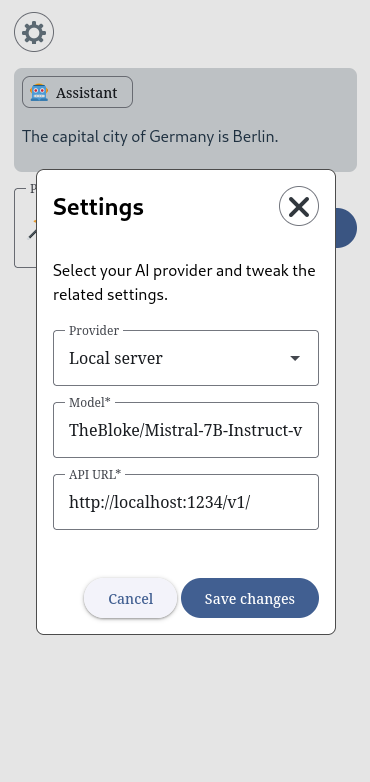 Assistant
The capital city of Germany is Berlin.
P
Settings
Select your AI provider and tweak the
related settings.
Provider
Local server
Model*
TheBloke/Mistral-7B-Instruct-v
API URL*
http://localhost:1234/v1/
Cancel
Save changes